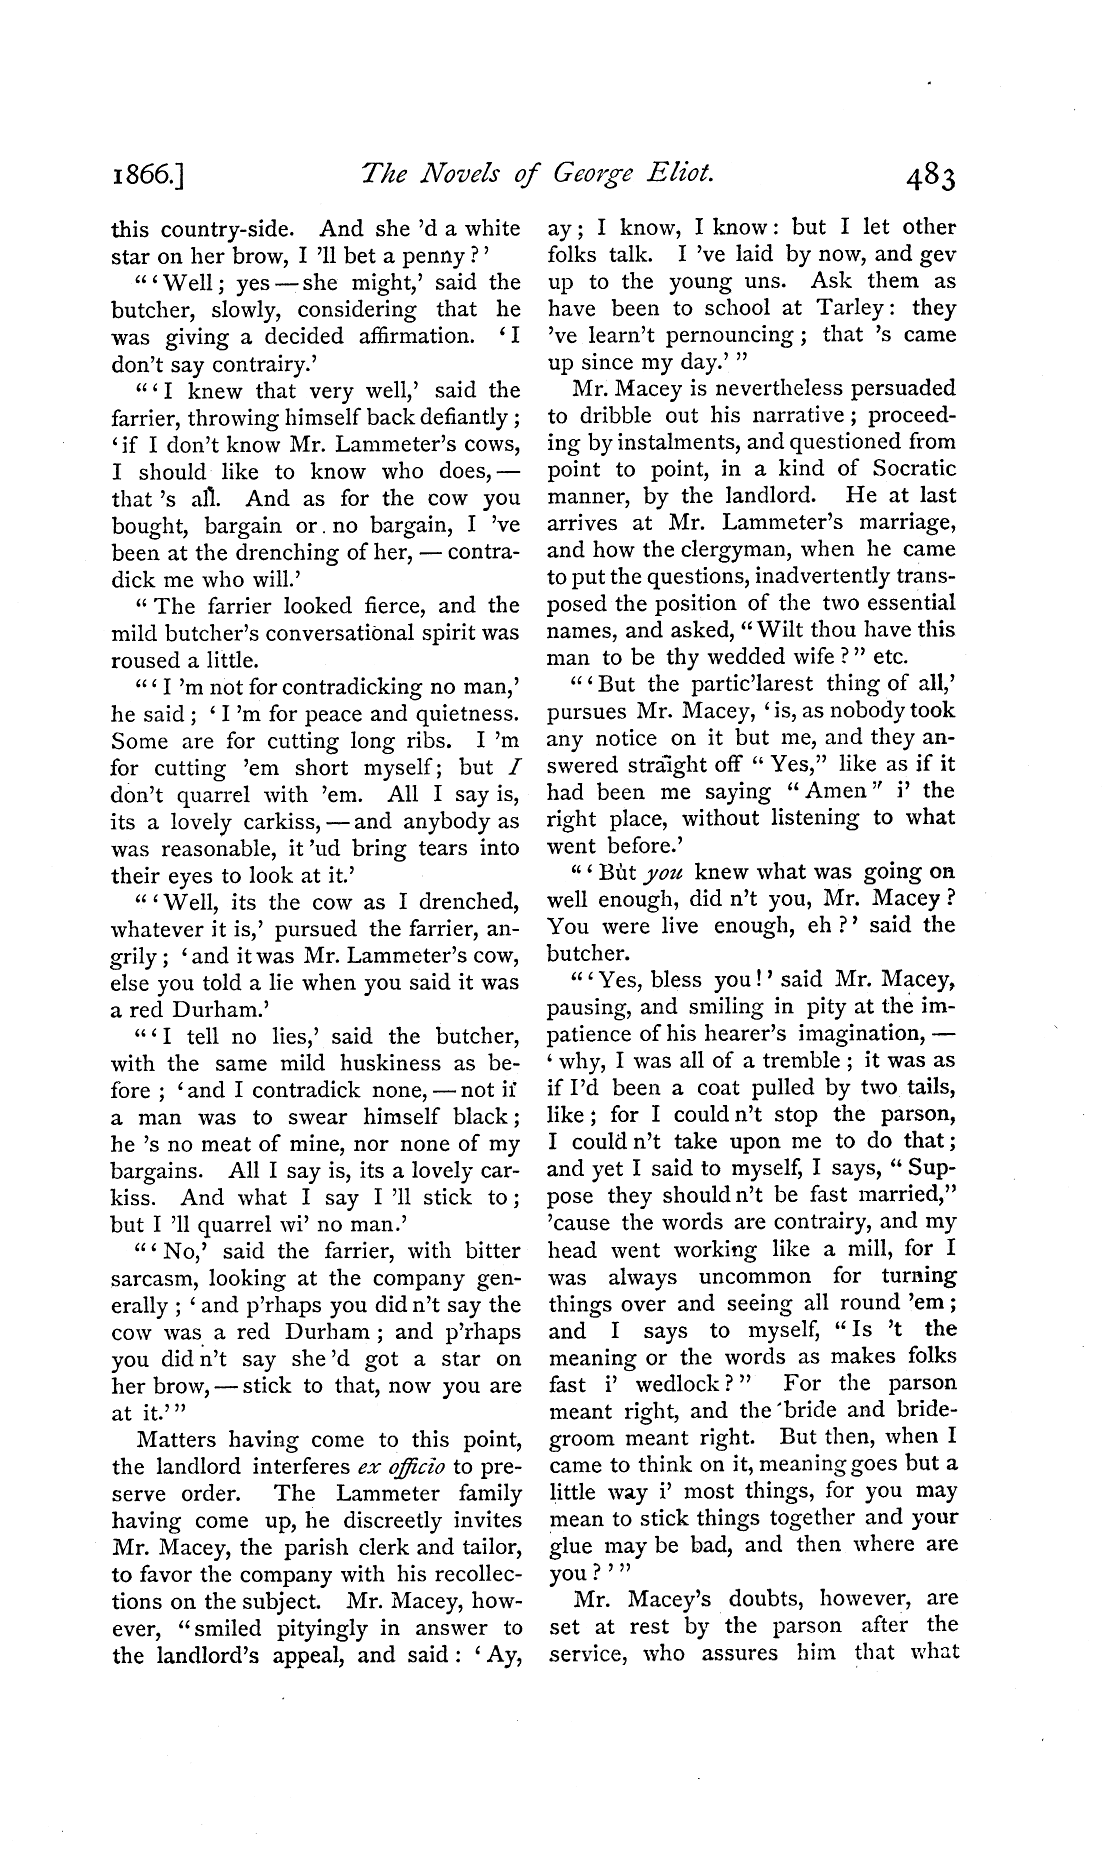 1866.] The Novels of George Eliot. 483
this country-side. And she 'd a white
star on her brow, I 'll bet a penny?'
"'Well; yes — she might,' said the
butcher, slowly, considering that he
was giving a decided affirmation. 'I
don't say contrairy.'
"'I knew that very well,' said the
farrier, throwing himself back defiantly;
'if I don't know Mr. Lammeter's cows,
I should like to know who does, —
that 's all. And as for the cow you
bought, bargain or no bargain, I 've
been at the drenching of her, — contra-
dick me who will.'
"The farrier looked fierce, and the
mild butcher's conversational spirit was
roused a little.
"'I 'm not for contradicking no man,'
he said; 'I 'm for peace and quietness.
Some are for cutting long ribs. I 'm
for cutting 'em short myself; but I
don't quarrel with 'em. All I say is,
its a lovely carkiss, — and anybody as
was reasonable, it 'ud bring tears into
their eyes to look at it.'
"'Well, its the cow as I drenched,
whatever it is,' pursued the farrier, an-
grily; 'and it was Mr. Lammeter's cow,
else you told a lie when you said it was
a red Durham.'
"'I tell no lies,' said the butcher,
with the same mild huskiness as be-
fore; 'and I contradick none, — not if
a man was to swear himself black;
he 's no meat of mine, nor none of my
bargains. All I say is, its a lovely car-
kiss. And what I say I 'll stick to;
but I 'll quarrel wi' no man.'
"'No,' said the farrier, with bitter
sarcasm, looking at the company gen-
erally; 'and p'rhaps you did n't say the
cow was a red Durham; and p'rhaps
you did n't say she 'd got a star on
her brow, — stick to that, now you are
at it.'"
Matters having come to this point,
the landlord interferes ex officio to pre-
serve order. The Lammeter family
having come up, he discreetly invites
Mr. Macey, the parish clerk and tailor,
to favor the company with his recollec-
tions on the subject. Mr. Macey, how-
ever, "smiled pityingly in answer to
the landlord's appeal, and said: 'Ay,
ay; I know, I know: but I let other
folks talk. I 've laid by now, and gev
up to the young uns. Ask them as
have been to school at Tarley: they
've learn't pernouncing; that 's came
up since my day.'"
Mr. Macey is nevertheless persuaded
to dribble out his narrative; proceed-
ing by instalments, and questioned from
point to point, in a kind of Socratic
manner, by the landlord. He at last
arrives at Mr. Lammeter's marriage,
and how the clergyman, when he came
to put the questions, inadvertently trans-
posed the position of the two essential
names, and asked, "Wilt thou have this
man to be thy wedded wife?" etc.
"'But the partic'larest thing of all,'
pursues Mr. Macey, 'is, as nobody took
any notice on it but me, and they an-
swered straight off "Yes," like as if it
had been me saying "Amen" i' the
right place, without listening to what
went before.'
"'But you knew what was going on
well enough, did n't you, Mr. Macey?
You were live enough, eh?' said the
butcher.
"'Yes, bless you!' said Mr. Macey,
pausing, and smiling in pity at the im-
patience of his hearer's imagination, —
'why, I was all of a tremble; it was as
if I'd been a coat pulled by two tails,
like; for I could n't stop the parson,
I could n't take upon me to do that;
and yet I said to myself, I says, "Sup-
pose they should n't be fast married,"
'cause the words are contrairy, and my
head went working like a mill, for I
was always uncommon for turning
things over and seeing all round 'em;
and I says to myself, "Is 't the
meaning or the words as makes folks
fast i' wedlock?" For the parson
meant right, and the bride and bride-
groom meant right. But then, when I
came to think on it, meaning goes but a
little way i' most things, for you may
mean to stick things together and your
glue may be bad, and then where are
you?'"
Mr. Macey's doubts, however, are
set at rest by the parson after the
service, who assures him that what